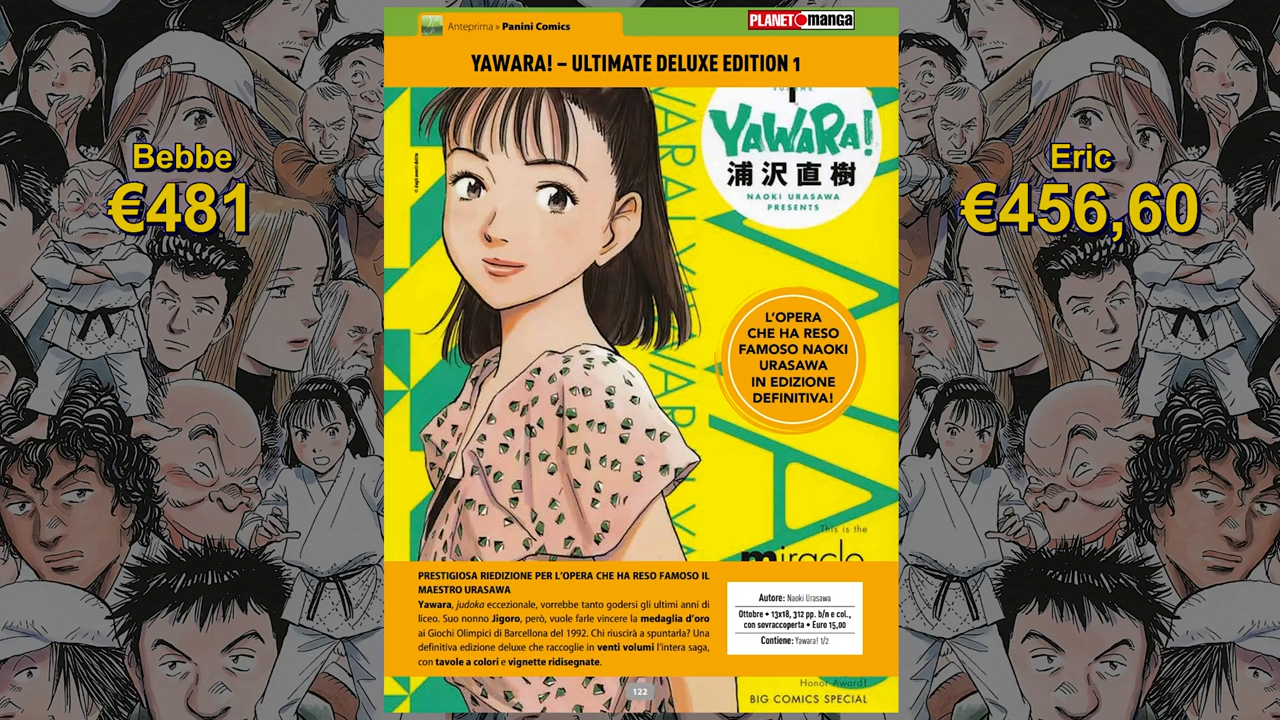 Anteprima » Panini Comics
PLANET manga
YAWARA! – ULTIMATE DELUXE EDITION 1
Bebbe
€481
Eric
€456,60
YAWARA!
浦沢直樹
NAOKI URASAWA
PRESENTS
L'OPERA
CHE HA RESO
FAMOSO NAOKI
URASAWA
IN EDIZIONE
DEFINITIVA!
This is the
miracle
PRESTIGIOSA RIEDIZIONE PER L'OPERA CHE HA RESO FAMOSO IL
MAESTRO URASAWA
Yawara, judoka eccezionale, vorrebbe tanto godersi gli ultimi anni di
liceo. Suo nonno Jigoro, però, vuole farle vincere la medaglia d'oro
ai Giochi Olimpici di Barcellona del 1992. Chi riuscirà a spuntarla? Una
definitiva edizione deluxe che raccoglie in venti volumi l'intera saga,
con tavole a colori e vignette ridisegnate.
Autore: Naoki Urasawa
Ottobre • 13x18, 312 pp. b/n e col.,
con sovraccoperta • Euro 15,00
Contiene: Yawara! 1/2
122
Honor Award!
BIG COMICS SPECIAL